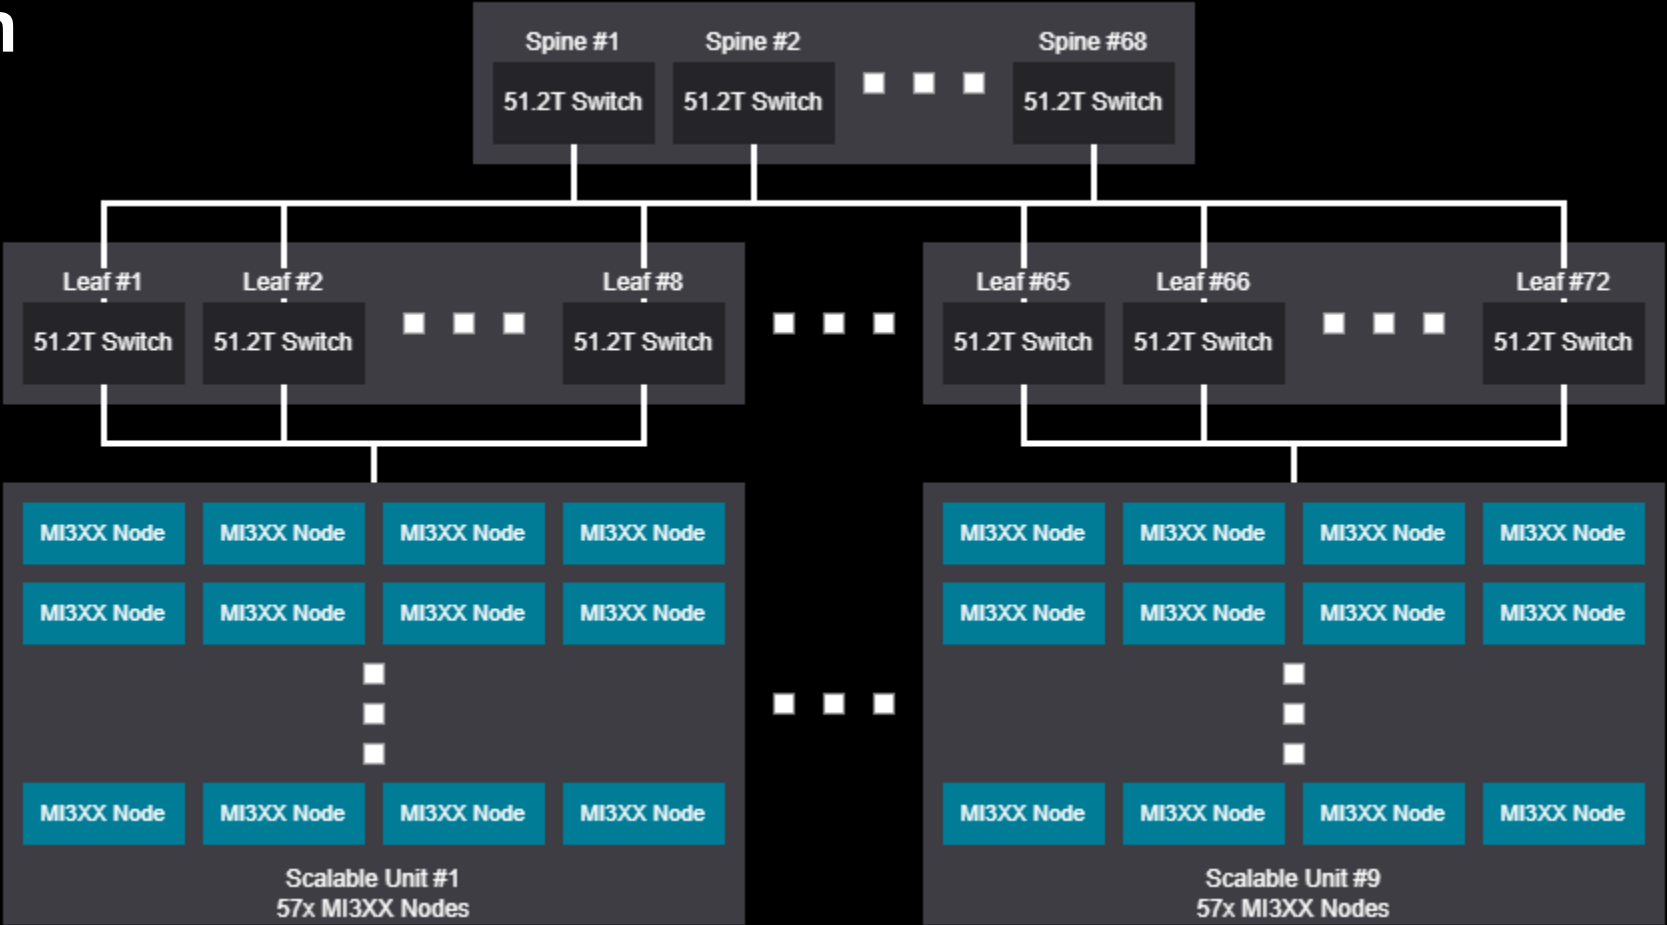 n
Spine #1 Spine #2 Spine #68
51.2T Switch 51.2T Switch 51.2T Switch
Leaf #1 Leaf #2 Leaf #8 Leaf #65 Leaf #66 Leaf #72
51.2T Switch 51.2T Switch 51.2T Switch 51.2T Switch 51.2T Switch 51.2T Switch
MI3XX Node MI3XX Node MI3XX Node MI3XX Node MI3XX Node MI3XX Node MI3XX Node MI3XX Node
MI3XX Node MI3XX Node MI3XX Node MI3XX Node MI3XX Node MI3XX Node MI3XX Node MI3XX Node
MI3XX Node MI3XX Node MI3XX Node MI3XX Node MI3XX Node MI3XX Node MI3XX Node MI3XX Node
Scalable Unit #1 Scalable Unit #9
57x MI3XX Nodes 57x MI3XX Nodes